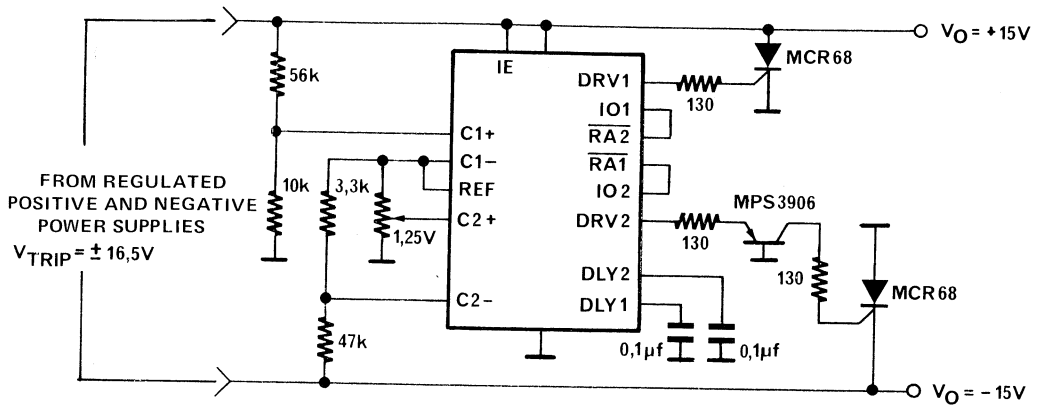 V_O = +15V
MCR68
IE
56k
DRV1
130
IO1
C1+
RA2
C1-
RA1
FROM REGULATED
POSITIVE AND NEGATIVE
POWER SUPPLIES
V_TRIP = ± 16,5V
10k
3,3k
REF
IO2
1,25V
C2+
DRV2
130
MPS3906
130
DLY2
MCR68
C2-
DLY1
47k
0,1µf
0,1µf
V_O = -15V